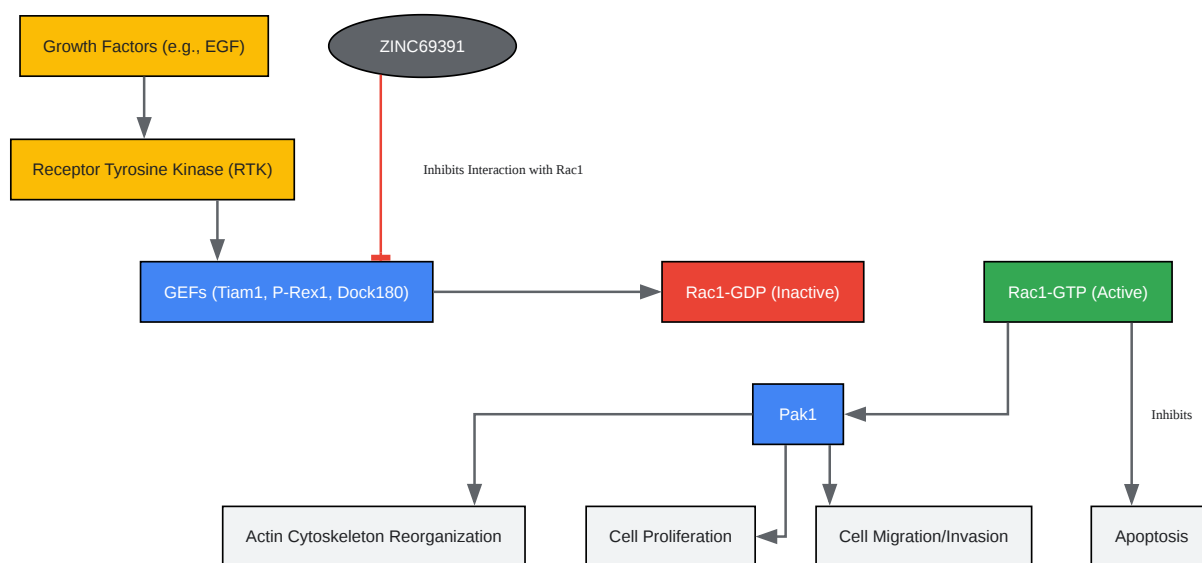 Growth Factors (e.g., EGF)
ZINC69391
Receptor Tyrosine Kinase (RTK)
Inhibits Interaction with Rac1
GEFs (Tiam1, P-Rex1, Dock180)
Rac1-GDP (Inactive)
Rac1-GTP (Active)
Pak1
Inhibits
Actin Cytoskeleton Reorganization
Cell Proliferation
Cell Migration/Invasion
Apoptosis